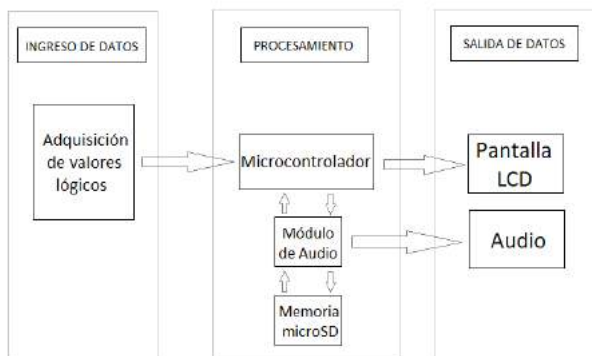 INGRESO DE DATOS
PROCESAMIENTO
SALIDA DE DATOS
Adquisición
de valores
lógicos
Microcontrolador
Pantalla
LCD
Módulo
de Audio
Audio
Memoria
microSD